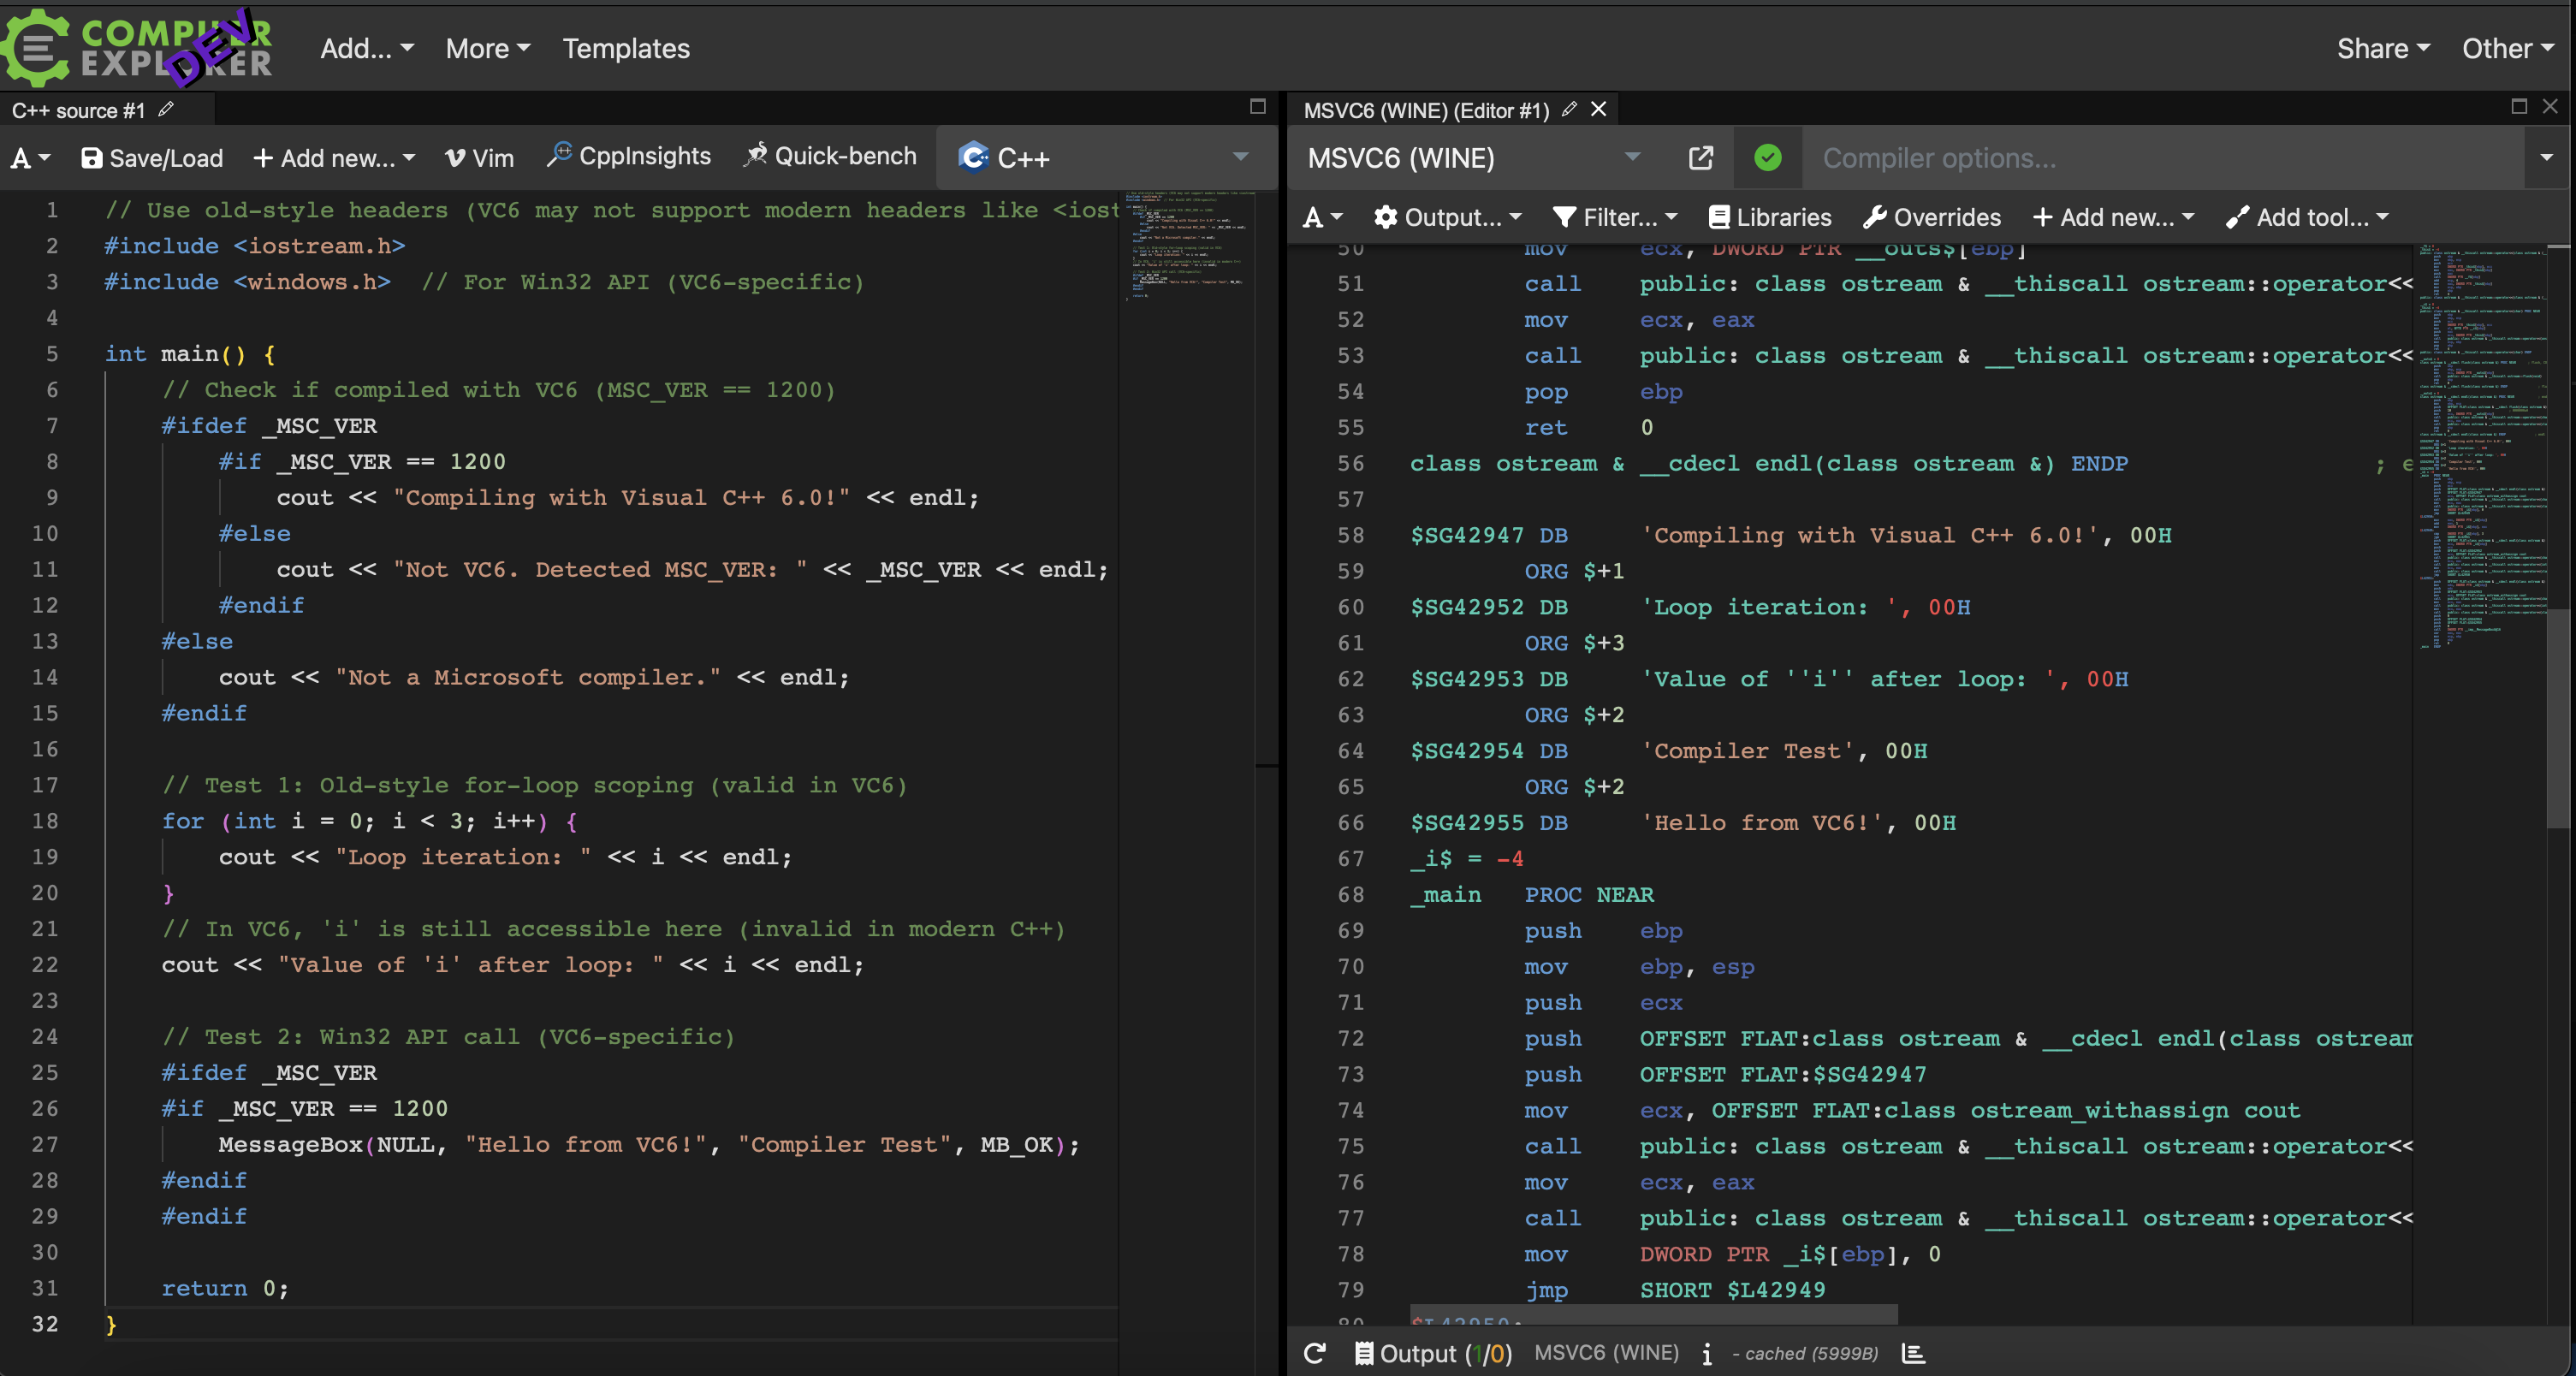 COMPILER
EXPLORER
DEV
Add... More Templates Share Other
C++ source #1
A Save/Load + Add new... Vim CppInsights Quick-bench C++
1 // Use old-style headers (VC6 may not support modern headers like <iost
2 #include <iostream.h>
3 #include <windows.h>  // For Win32 API (VC6-specific)
4
5 int main() {
6 // Check if compiled with VC6 (MSC_VER == 1200)
7 #ifdef _MSC_VER
8 #if _MSC_VER == 1200
9 cout << "Compiling with Visual C++ 6.0!" << endl;
10 #else
11 cout << "Not VC6. Detected MSC_VER: " << _MSC_VER << endl;
12 #endif
13 #else
14 cout << "Not a Microsoft compiler." << endl;
15 #endif
16
17 // Test 1: Old-style for-loop scoping (valid in VC6)
18 for (int i = 0; i < 3; i++) {
19 cout << "Loop iteration: " << i << endl;
20 }
21 // In VC6, 'i' is still accessible here (invalid in modern C++)
22 cout << "Value of 'i' after loop: " << i << endl;
23
24 // Test 2: Win32 API call (VC6-specific)
25 #ifdef _MSC_VER
26 #if _MSC_VER == 1200
27 MessageBox(NULL, "Hello from VC6!", "Compiler Test", MB_OK);
28 #endif
29 #endif
30
31 return 0;
32 }
MSVC6 (WINE) (Editor #1)
MSVC6 (WINE) Compiler options...
A Output... Filter... Libraries Overrides + Add new... Add tool...
50 mov ecx, DWORD PTR __outs$[ebp]
51 call public: class ostream & __thiscall ostream::operator<<
52 mov ecx, eax
53 call public: class ostream & __thiscall ostream::operator<<
54 pop ebp
55 ret 0
56 class ostream & __cdecl endl(class ostream &) ENDP ; e
57
58 $SG42947 DB 'Compiling with Visual C++ 6.0!', 00H
59 ORG $+1
60 $SG42952 DB 'Loop iteration: ', 00H
61 ORG $+3
62 $SG42953 DB 'Value of ''i'' after loop: ', 00H
63 ORG $+2
64 $SG42954 DB 'Compiler Test', 00H
65 ORG $+2
66 $SG42955 DB 'Hello from VC6!', 00H
67 _i$ = -4
68 _main PROC NEAR
69 push ebp
70 mov ebp, esp
71 push ecx
72 push OFFSET FLAT:class ostream & __cdecl endl(class ostream
73 push OFFSET FLAT:$SG42947
74 mov ecx, OFFSET FLAT:class ostream_withassign cout
75 call public: class ostream & __thiscall ostream::operator<<
76 mov ecx, eax
77 call public: class ostream & __thiscall ostream::operator<<
78 mov DWORD PTR _i$[ebp], 0
79 jmp SHORT $L42949
80 $L42950:
Output (1/0) MSVC6 (WINE) i - cached (5999B)